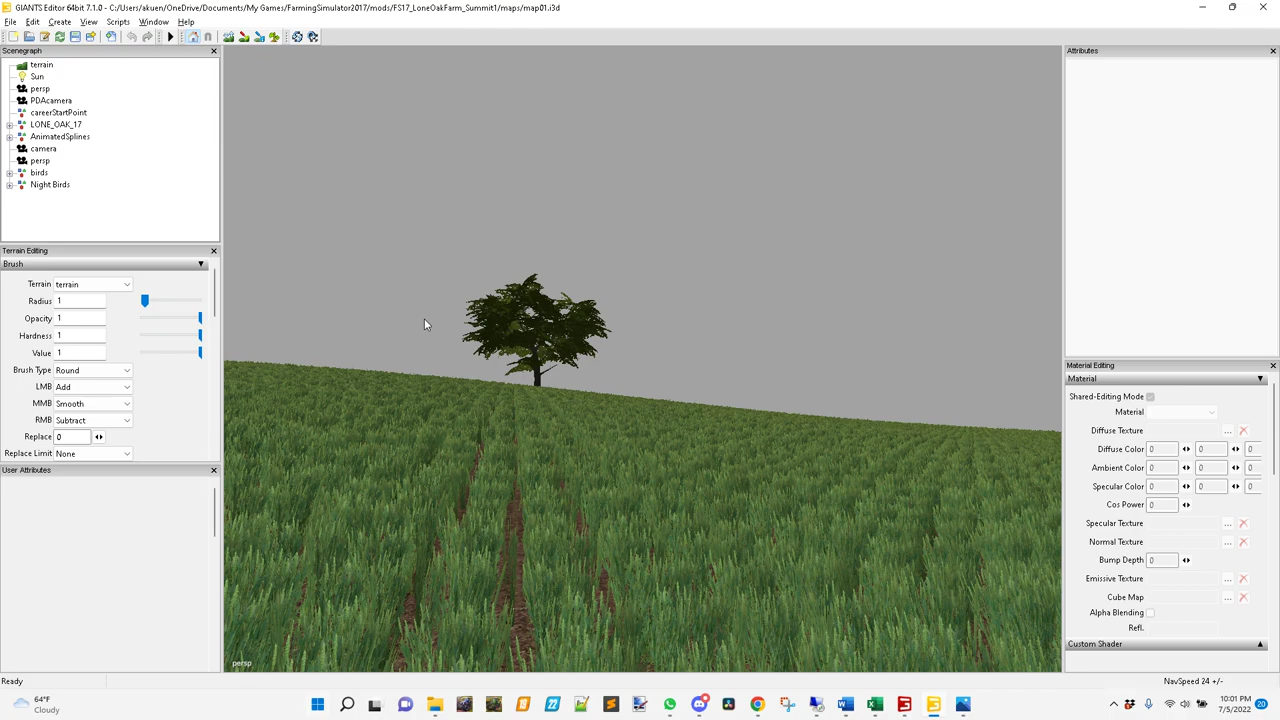 GIANTS Editor 64bit 7.1.0 - C:/Users/akuen/OneDrive/Documents/My Games/FarmingSimulator2017/mods/FS17_LoneOakFarm_Summit1/maps/map01.i3d
File Edit Create View Scripts Window Help
Scenegraph
terrain
Sun
persp
PDAcamera
careerStartPoint
LONE_OAK_17
AnimatedSplines
camera
persp
birds
Night Birds
Terrain Editing
Brush
Terrain terrain
Radius 1
Opacity 1
Hardness 1
Value 1
Brush Type Round
LMB Add
MMB Smooth
RMB Subtract
Replace 0
Replace Limit None
User Attributes
persp
Attributes
Material Editing
Material
Shared-Editing Mode
Material
Diffuse Texture ...
Diffuse Color 0 0 0
Ambient Color 0 0 0
Specular Color 0 0 0
Cos Power 0
Specular Texture ...
Normal Texture ...
Bump Depth 0
Emissive Texture ...
Cube Map ...
Alpha Blending
Refl.
Custom Shader
Ready
NavSpeed 24 +/-
64°F
Cloudy
22
10:01 PM
7/5/2022
20